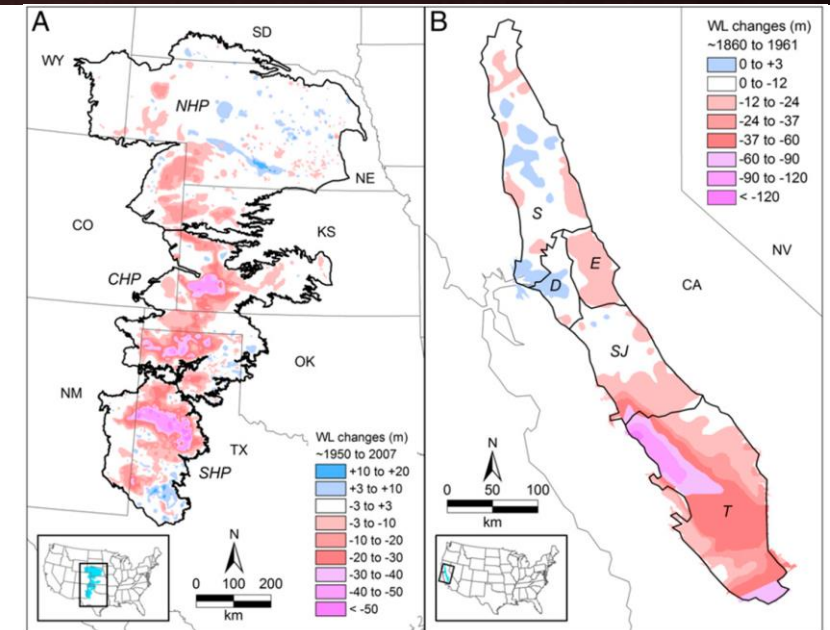 A
SD
WY
NHP
NE
CO
KS
CHP
OK
NM
TX
SHP
WL changes (m)
~1950 to 2007
+10 to +20
+3 to +10
-3 to +3
-3 to -10
-10 to -20
-20 to -30
-30 to -40
-40 to -50
< -50
N
0 100 200
km
B
WL changes (m)
~1860 to 1961
0 to +3
0 to -12
-12 to -24
-24 to -37
-37 to -60
-60 to -90
-90 to -120
< -120
S
NV
E
D
CA
SJ
N
0 50 100
km
T